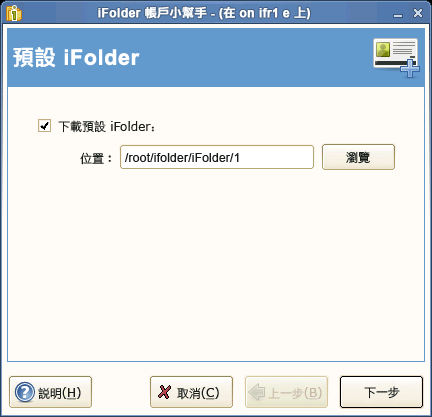 iFolder 帳戶小幫手 - (在 on ifr1 e 上)
預設 iFolder
下載預設 iFolder:
位置： /root/ifolder/iFolder/1 瀏覽
說明(H) 取消(C) 上一步(B) 下一步